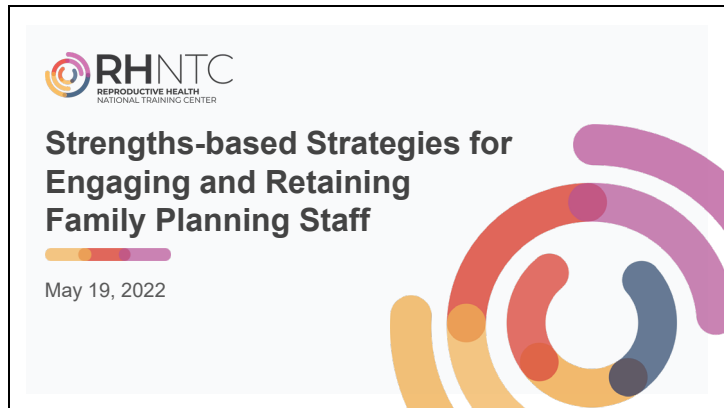 RHNTC
REPRODUCTIVE HEALTH
NATIONAL TRAINING CENTER
Strengths-based Strategies for
Engaging and Retaining
Family Planning Staff
May 19, 2022